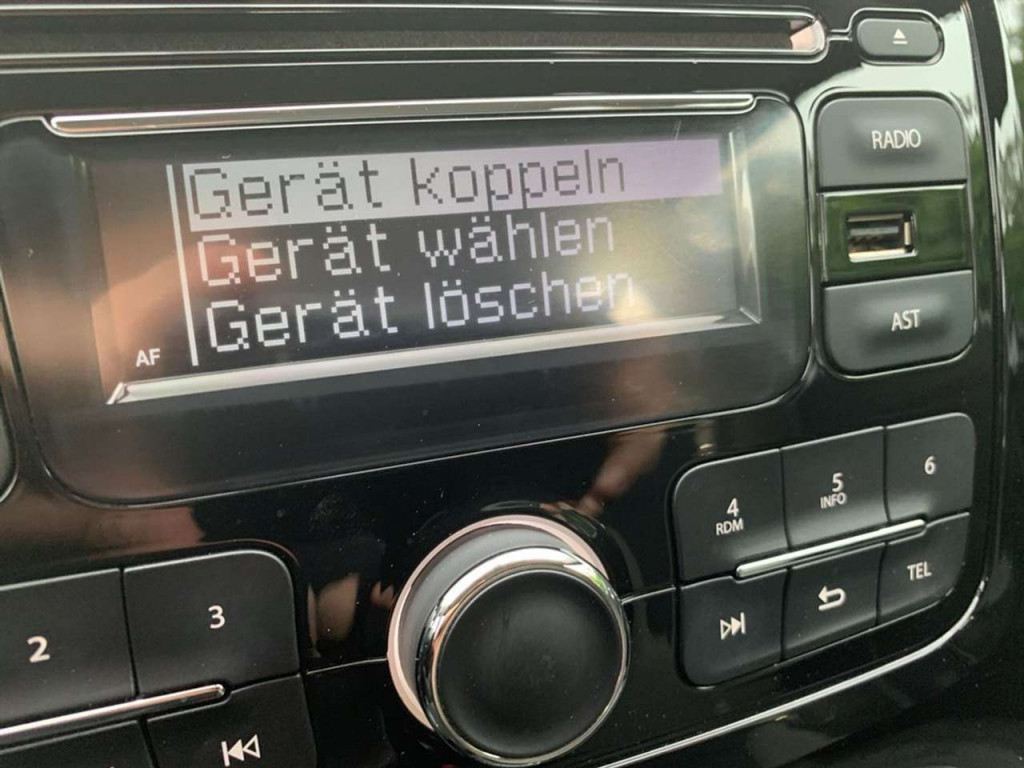 Gerät koppeln
Gerät wählen
Gerät löschen
AF
RADIO
AST
4
RDM
5
INFO
6
TEL
2
3